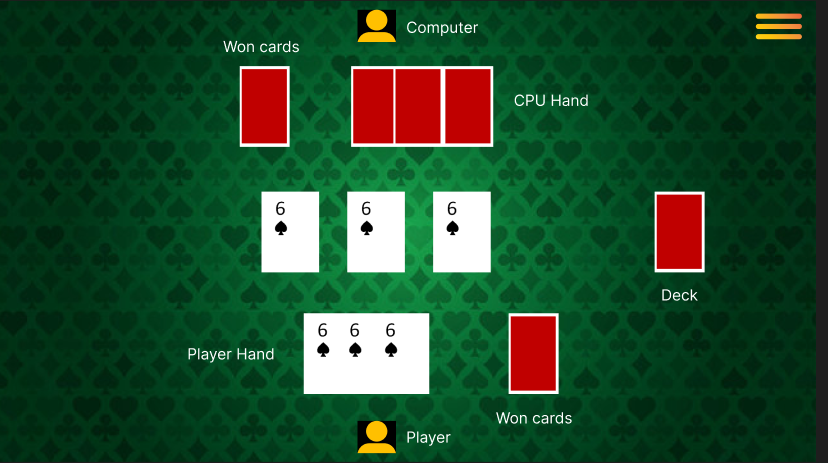 Computer
Won cards
CPU Hand
6 6 6
♠ ♠ ♠
Deck
6 6 6
♠ ♠ ♠
Player Hand
Won cards
Player